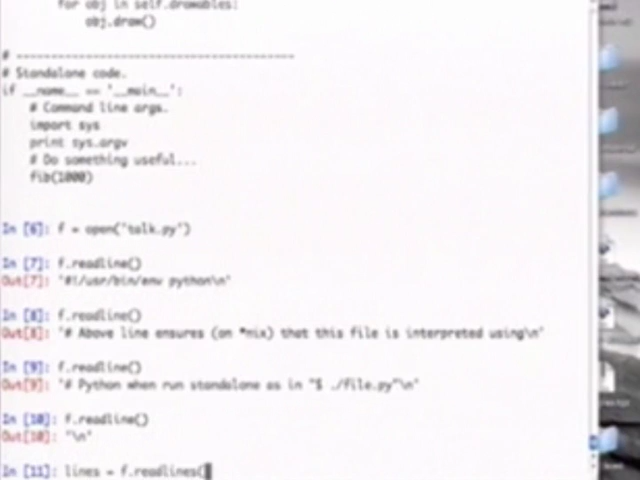 for obj in self.drawables:
obj.draw()
# ----------------------------------------
# Standalone code.
if __name__ == '__main__':
# Command line args.
import sys
print sys.argv
# Do something useful...
fib(1000)
In [6]: f = open('talk.py')
In [7]: f.readline()
Out[7]: '#!/usr/bin/env python\n'
In [8]: f.readline()
Out[8]: '# Above line ensures (on *nix) that this file is interpreted using\n'
In [9]: f.readline()
Out[9]: '# Python when run standalone as in "$ ./file.py"\n'
In [10]: f.readline()
Out[10]: '\n'
In [11]: lines = f.readlines(